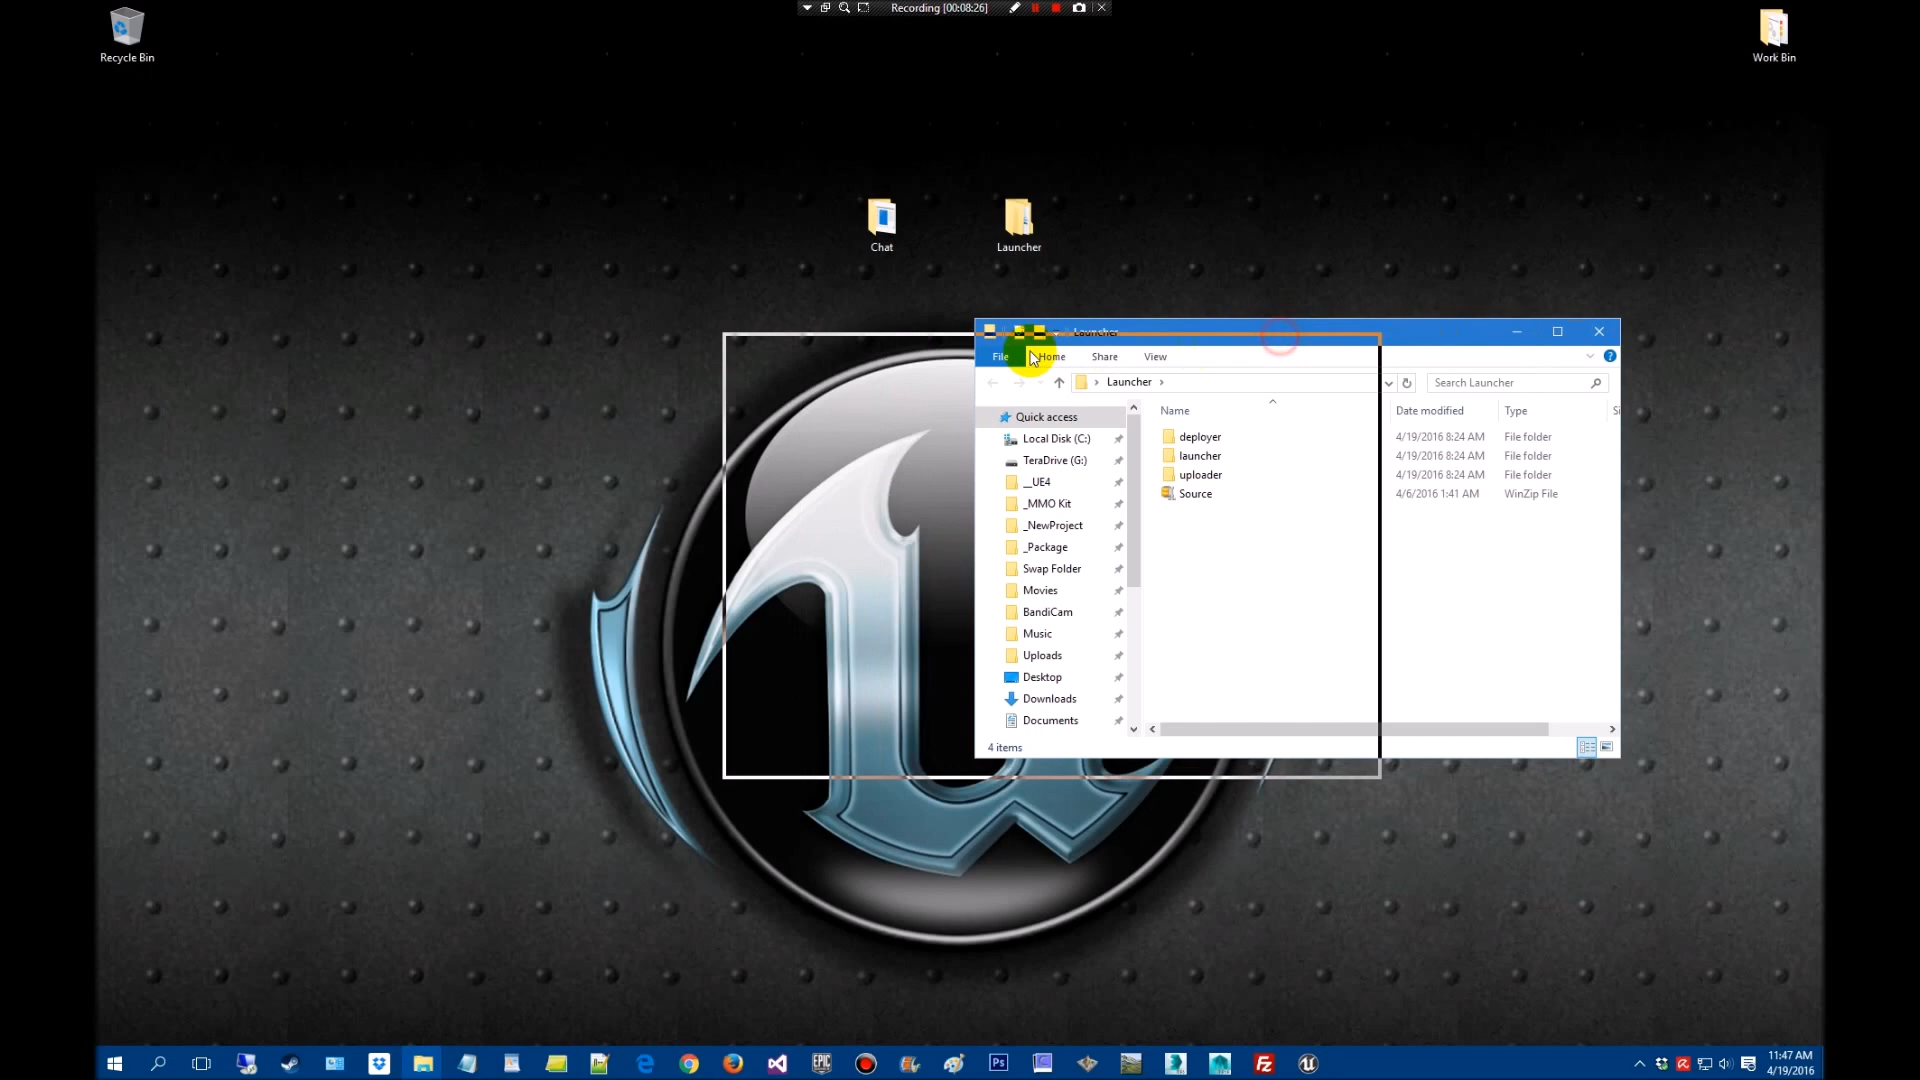 Recording [00:08:26]
Recycle Bin
Work Bin
Chat
Launcher
Launcher
File
Home
Share
View
Launcher
Search Launcher
Quick access
Local Disk (C:)
TeraDrive (G:)
__UE4
_MMO Kit
_NewProject
_Package
Swap Folder
Movies
BandiCam
Music
Uploads
Desktop
Downloads
Documents
Name Date modified Type Si
deployer 4/19/2016 8:24 AM File folder
launcher 4/19/2016 8:24 AM File folder
uploader 4/19/2016 8:24 AM File folder
Source 4/6/2016 1:41 AM WinZip File
4 items
EPIC
Ps
Fz
11:47 AM
4/19/2016